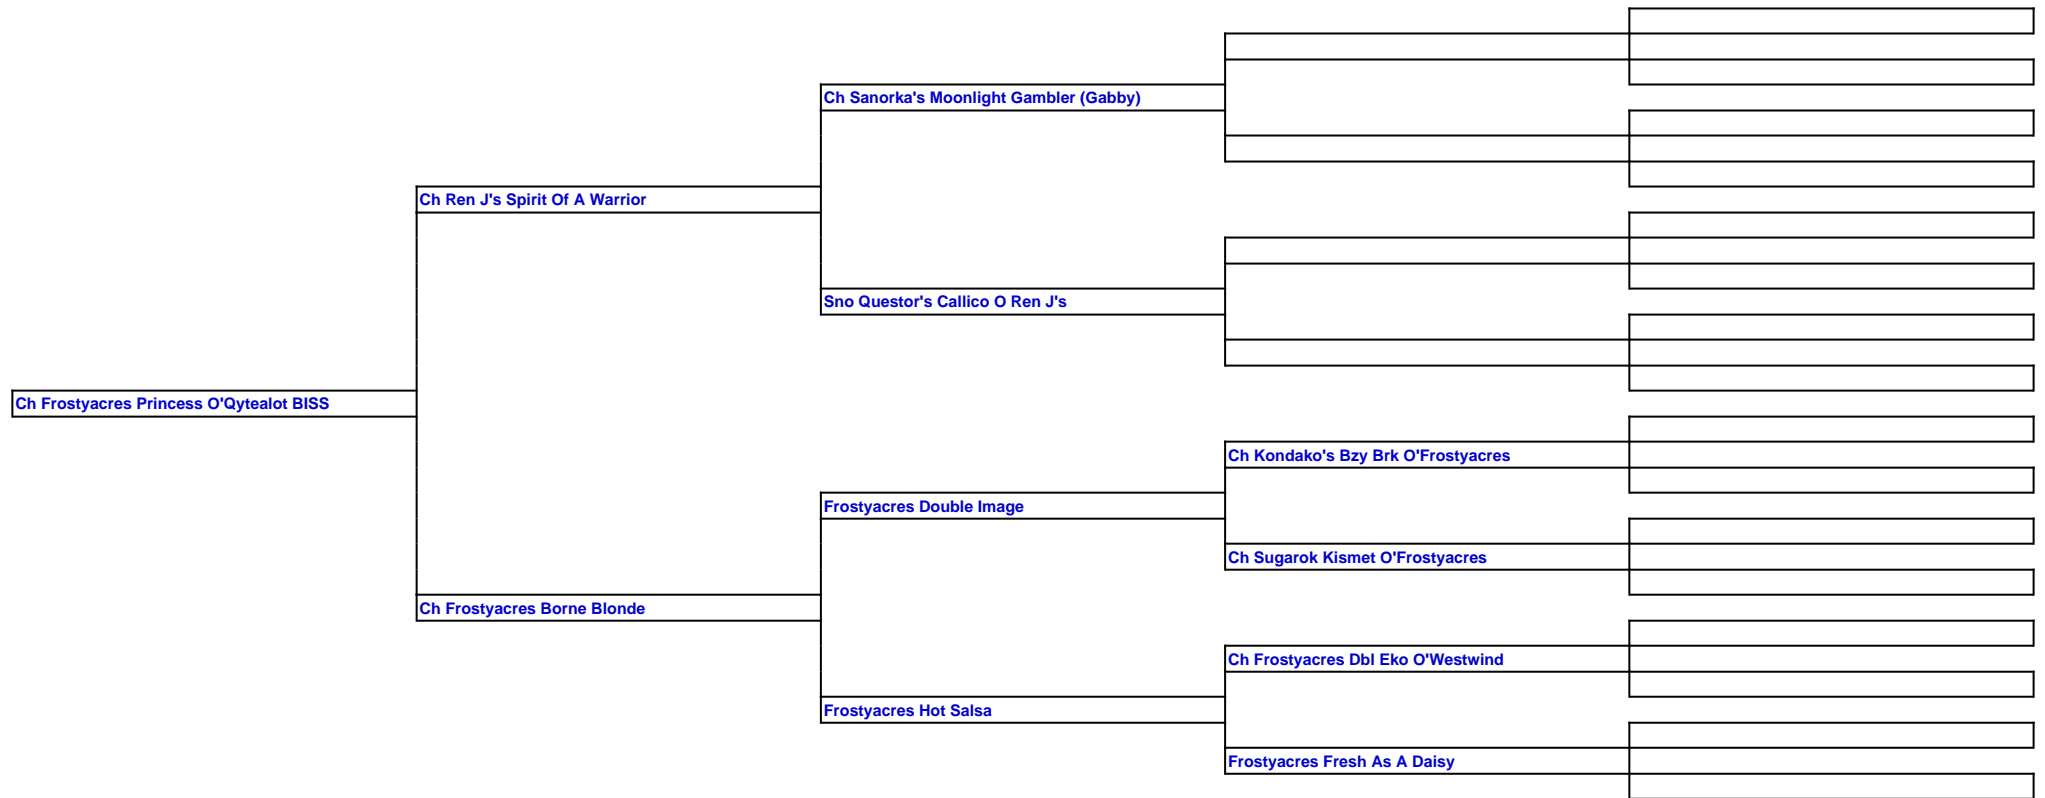 Ch Sanorka's Moonlight Gambler (Gabby)
Ch Ren J's Spirit Of A Warrior
Sno Questor's Callico O Ren J's
Ch Frostyacres Princess O'Qytealot BISS
Ch Kondako's Bzy Brk O'Frostyacres
Frostyacres Double Image
Ch Sugarok Kismet O'Frostyacres
Ch Frostyacres Borne Blonde
Ch Frostyacres Dbl Eko O'Westwind
Frostyacres Hot Salsa
Frostyacres Fresh As A Daisy